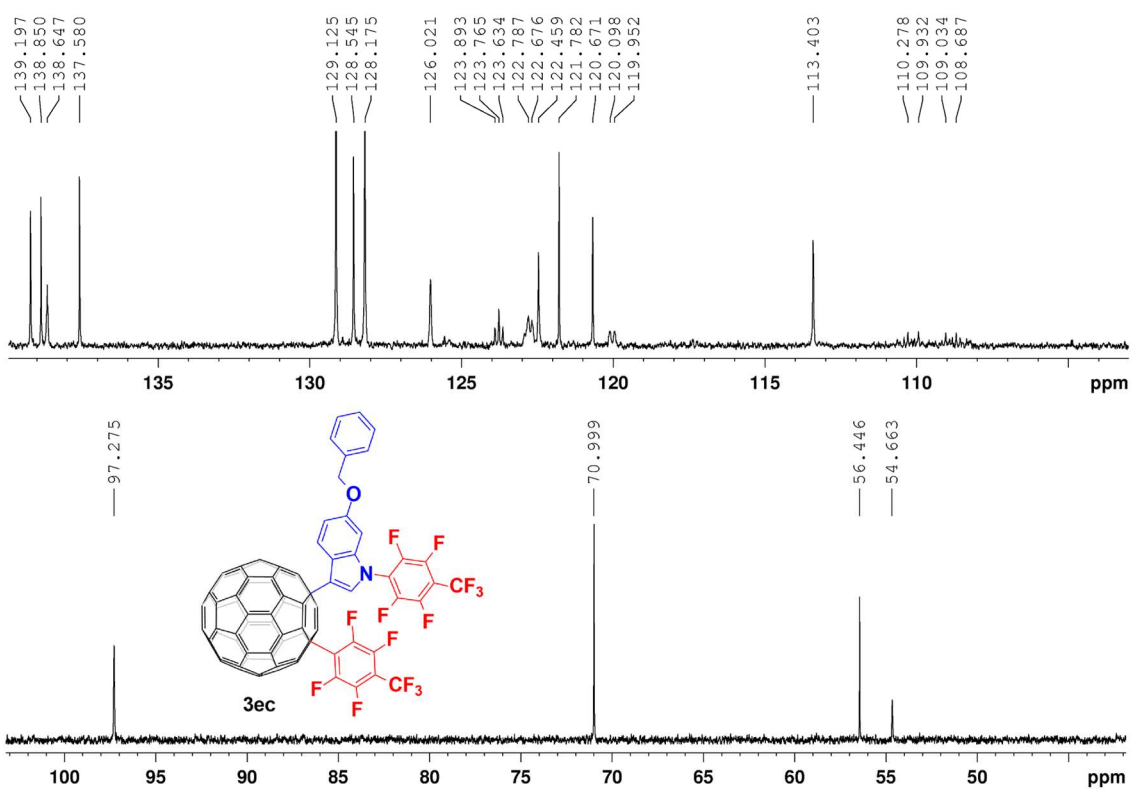 139.197
138.850
138.647
137.580
129.125
128.545
128.175
126.021
123.893
123.765
123.634
122.787
122.676
122.459
121.782
120.671
120.098
119.952
113.403
110.278
109.932
109.034
108.687
135 130 125 120 115 110 ppm
97.275
70.999
56.446
54.663
O
N
F
F
F
F
CF3
F
F
F
F
CF3
3ec
100 95 90 85 80 75 70 65 60 55 50 ppm